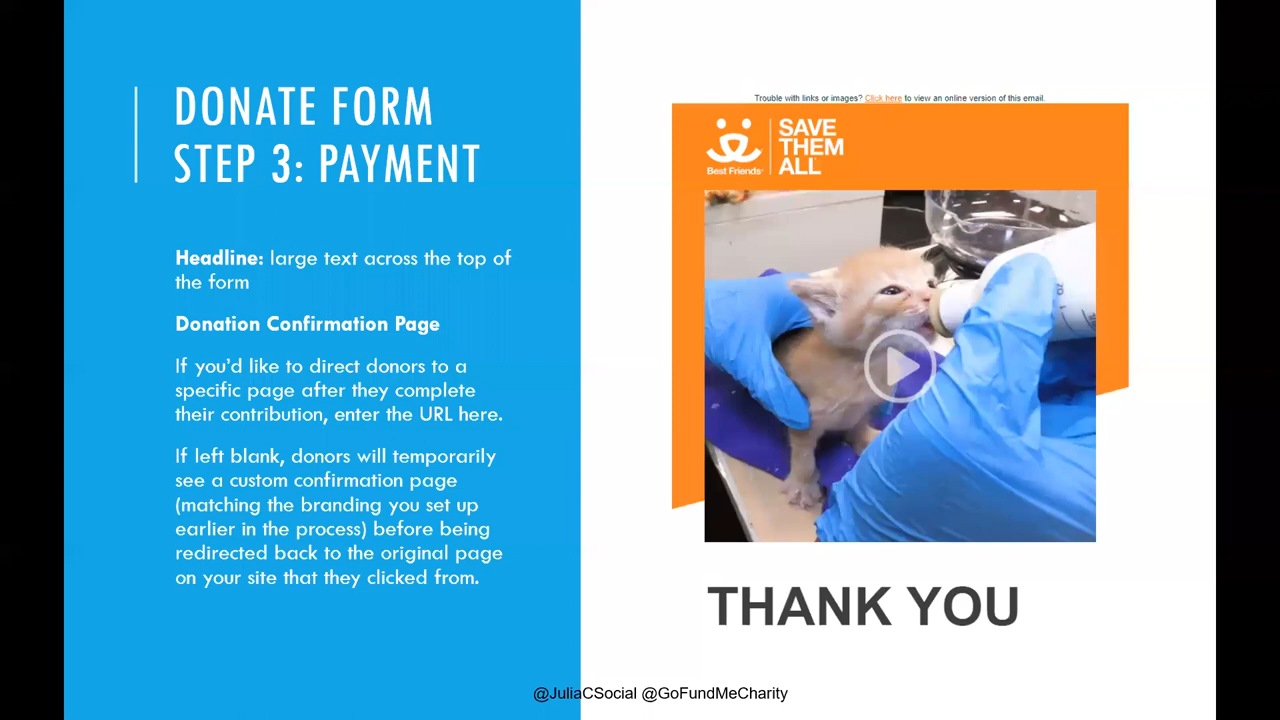 DONATE FORM
STEP 3: PAYMENT
Headline: large text across the top of
the form
Donation Confirmation Page
If you'd like to direct donors to a
specific page after they complete
their contribution, enter the URL here.
If left blank, donors will temporarily
see a custom confirmation page
(matching the branding you set up
earlier in the process) before being
redirected back to the original page
on your site that they clicked from.
Trouble with links or images? Click here to view an online version of this email.
Best Friends
SAVE
THEM
ALL
THANK YOU
@JuliaCSocial @GoFundMeCharity